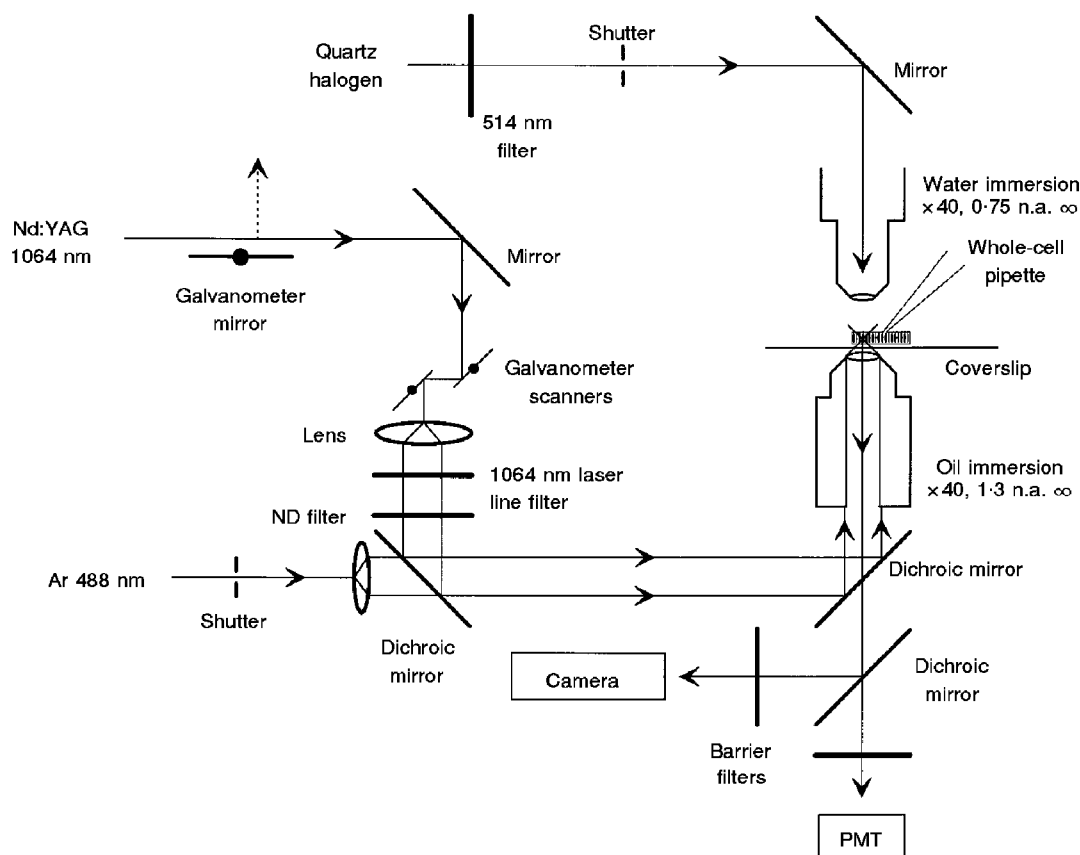 Quartz
halogen
514 nm
filter
Shutter
Mirror
Nd:YAG
1064 nm
Galvanometer
mirror
Mirror
Water immersion
×40, 0·75 n.a. ∞
Whole-cell
pipette
Coverslip
Galvanometer
scanners
Lens
1064 nm laser
line filter
ND filter
Oil immersion
×40, 1·3 n.a. ∞
Ar 488 nm
Shutter
Dichroic
mirror
Dichroic mirror
Camera
Barrier
filters
Dichroic
mirror
PMT